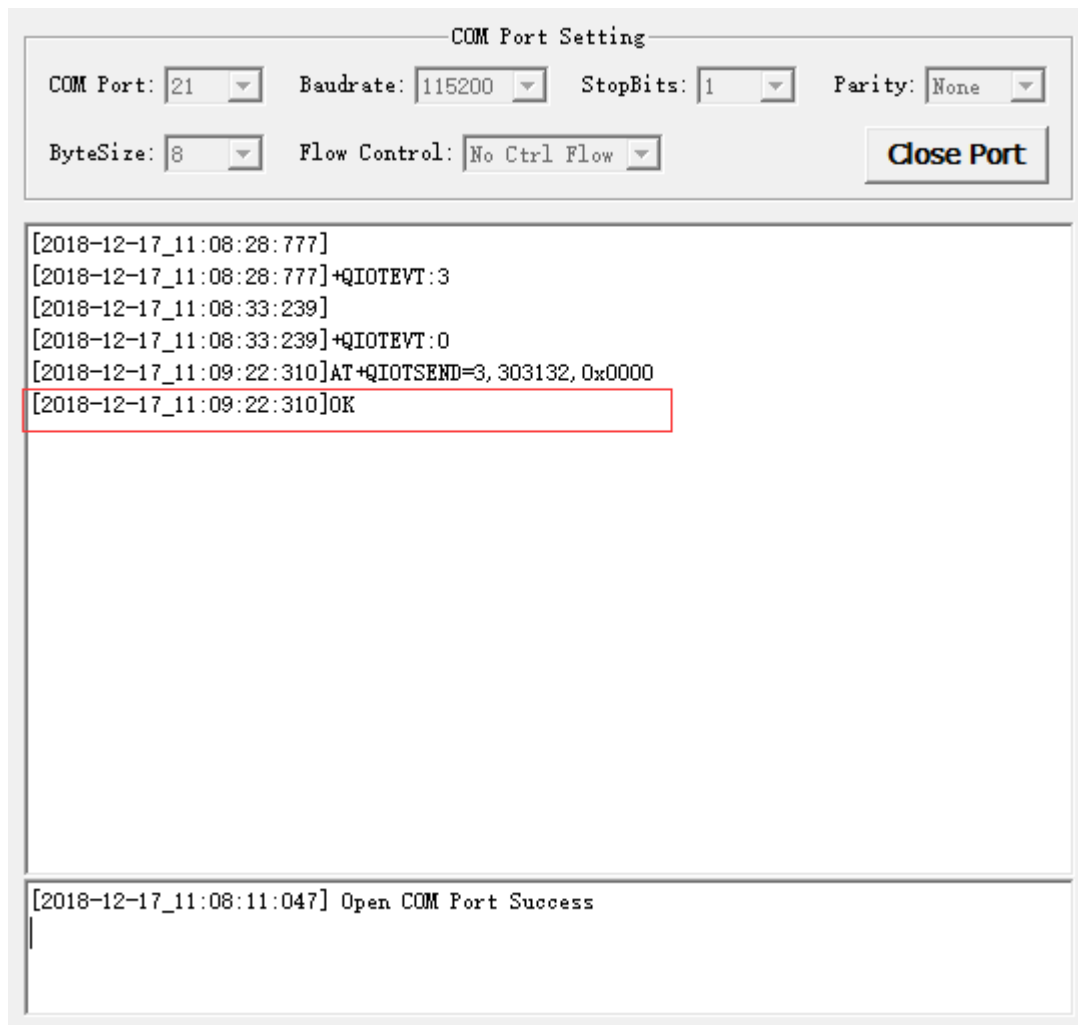 COM Port Setting
COM Port: 21 Baudrate: 115200 StopBits: 1 Parity: None
ByteSize: 8 Flow Control: No Ctrl Flow Close Port
[2018-12-17_11:08:28:777]
[2018-12-17_11:08:28:777]+QIOTEVT:3
[2018-12-17_11:08:33:239]
[2018-12-17_11:08:33:239]+QIOTEVT:0
[2018-12-17_11:09:22:310]AT+QIOTSEND=3,303132,0x0000
[2018-12-17_11:09:22:310]OK
[2018-12-17_11:08:11:047] Open COM Port Success